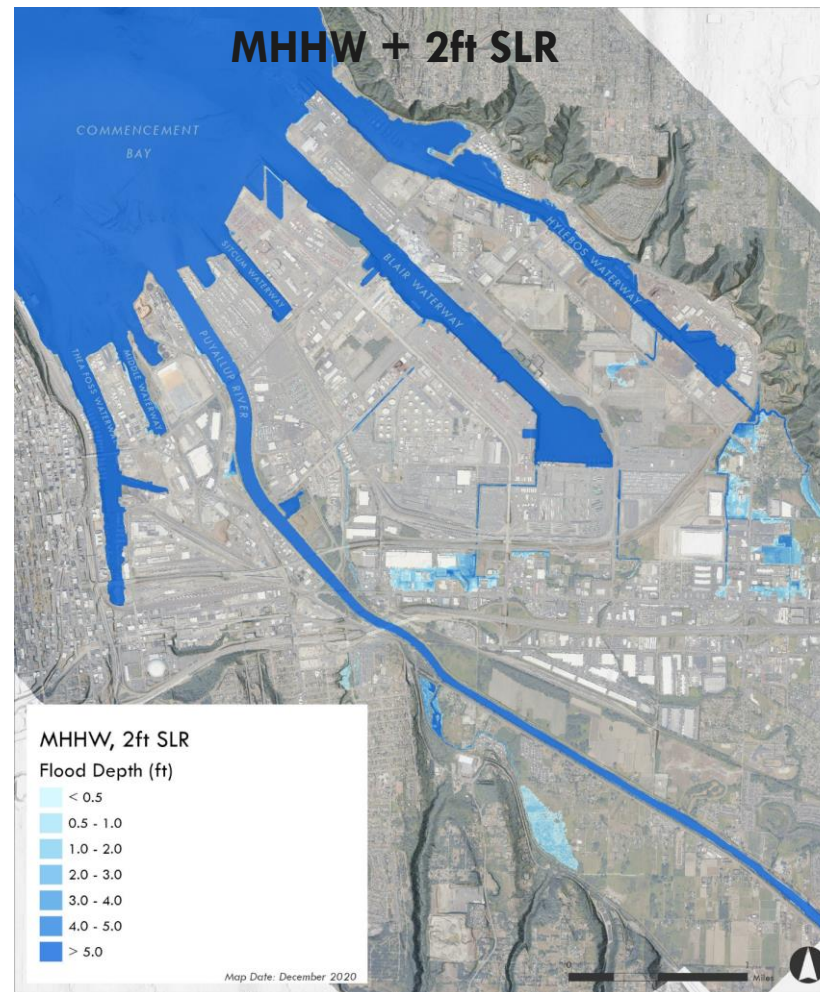 MHHW + 2ft SLR
COMMENCEMENT
BAY
HYLEBOS WATERWAY
BLAIR WATERWAY
SITCUM WATERWAY
PUYALLUP RIVER
MIDDLE WATERWAY
THEA FOSS WATERWAY
MHHW, 2ft SLR
Flood Depth (ft)
< 0.5
0.5 - 1.0
1.0 - 2.0
2.0 - 3.0
3.0 - 4.0
4.0 - 5.0
> 5.0
Map Date: December 2020
0
Miles